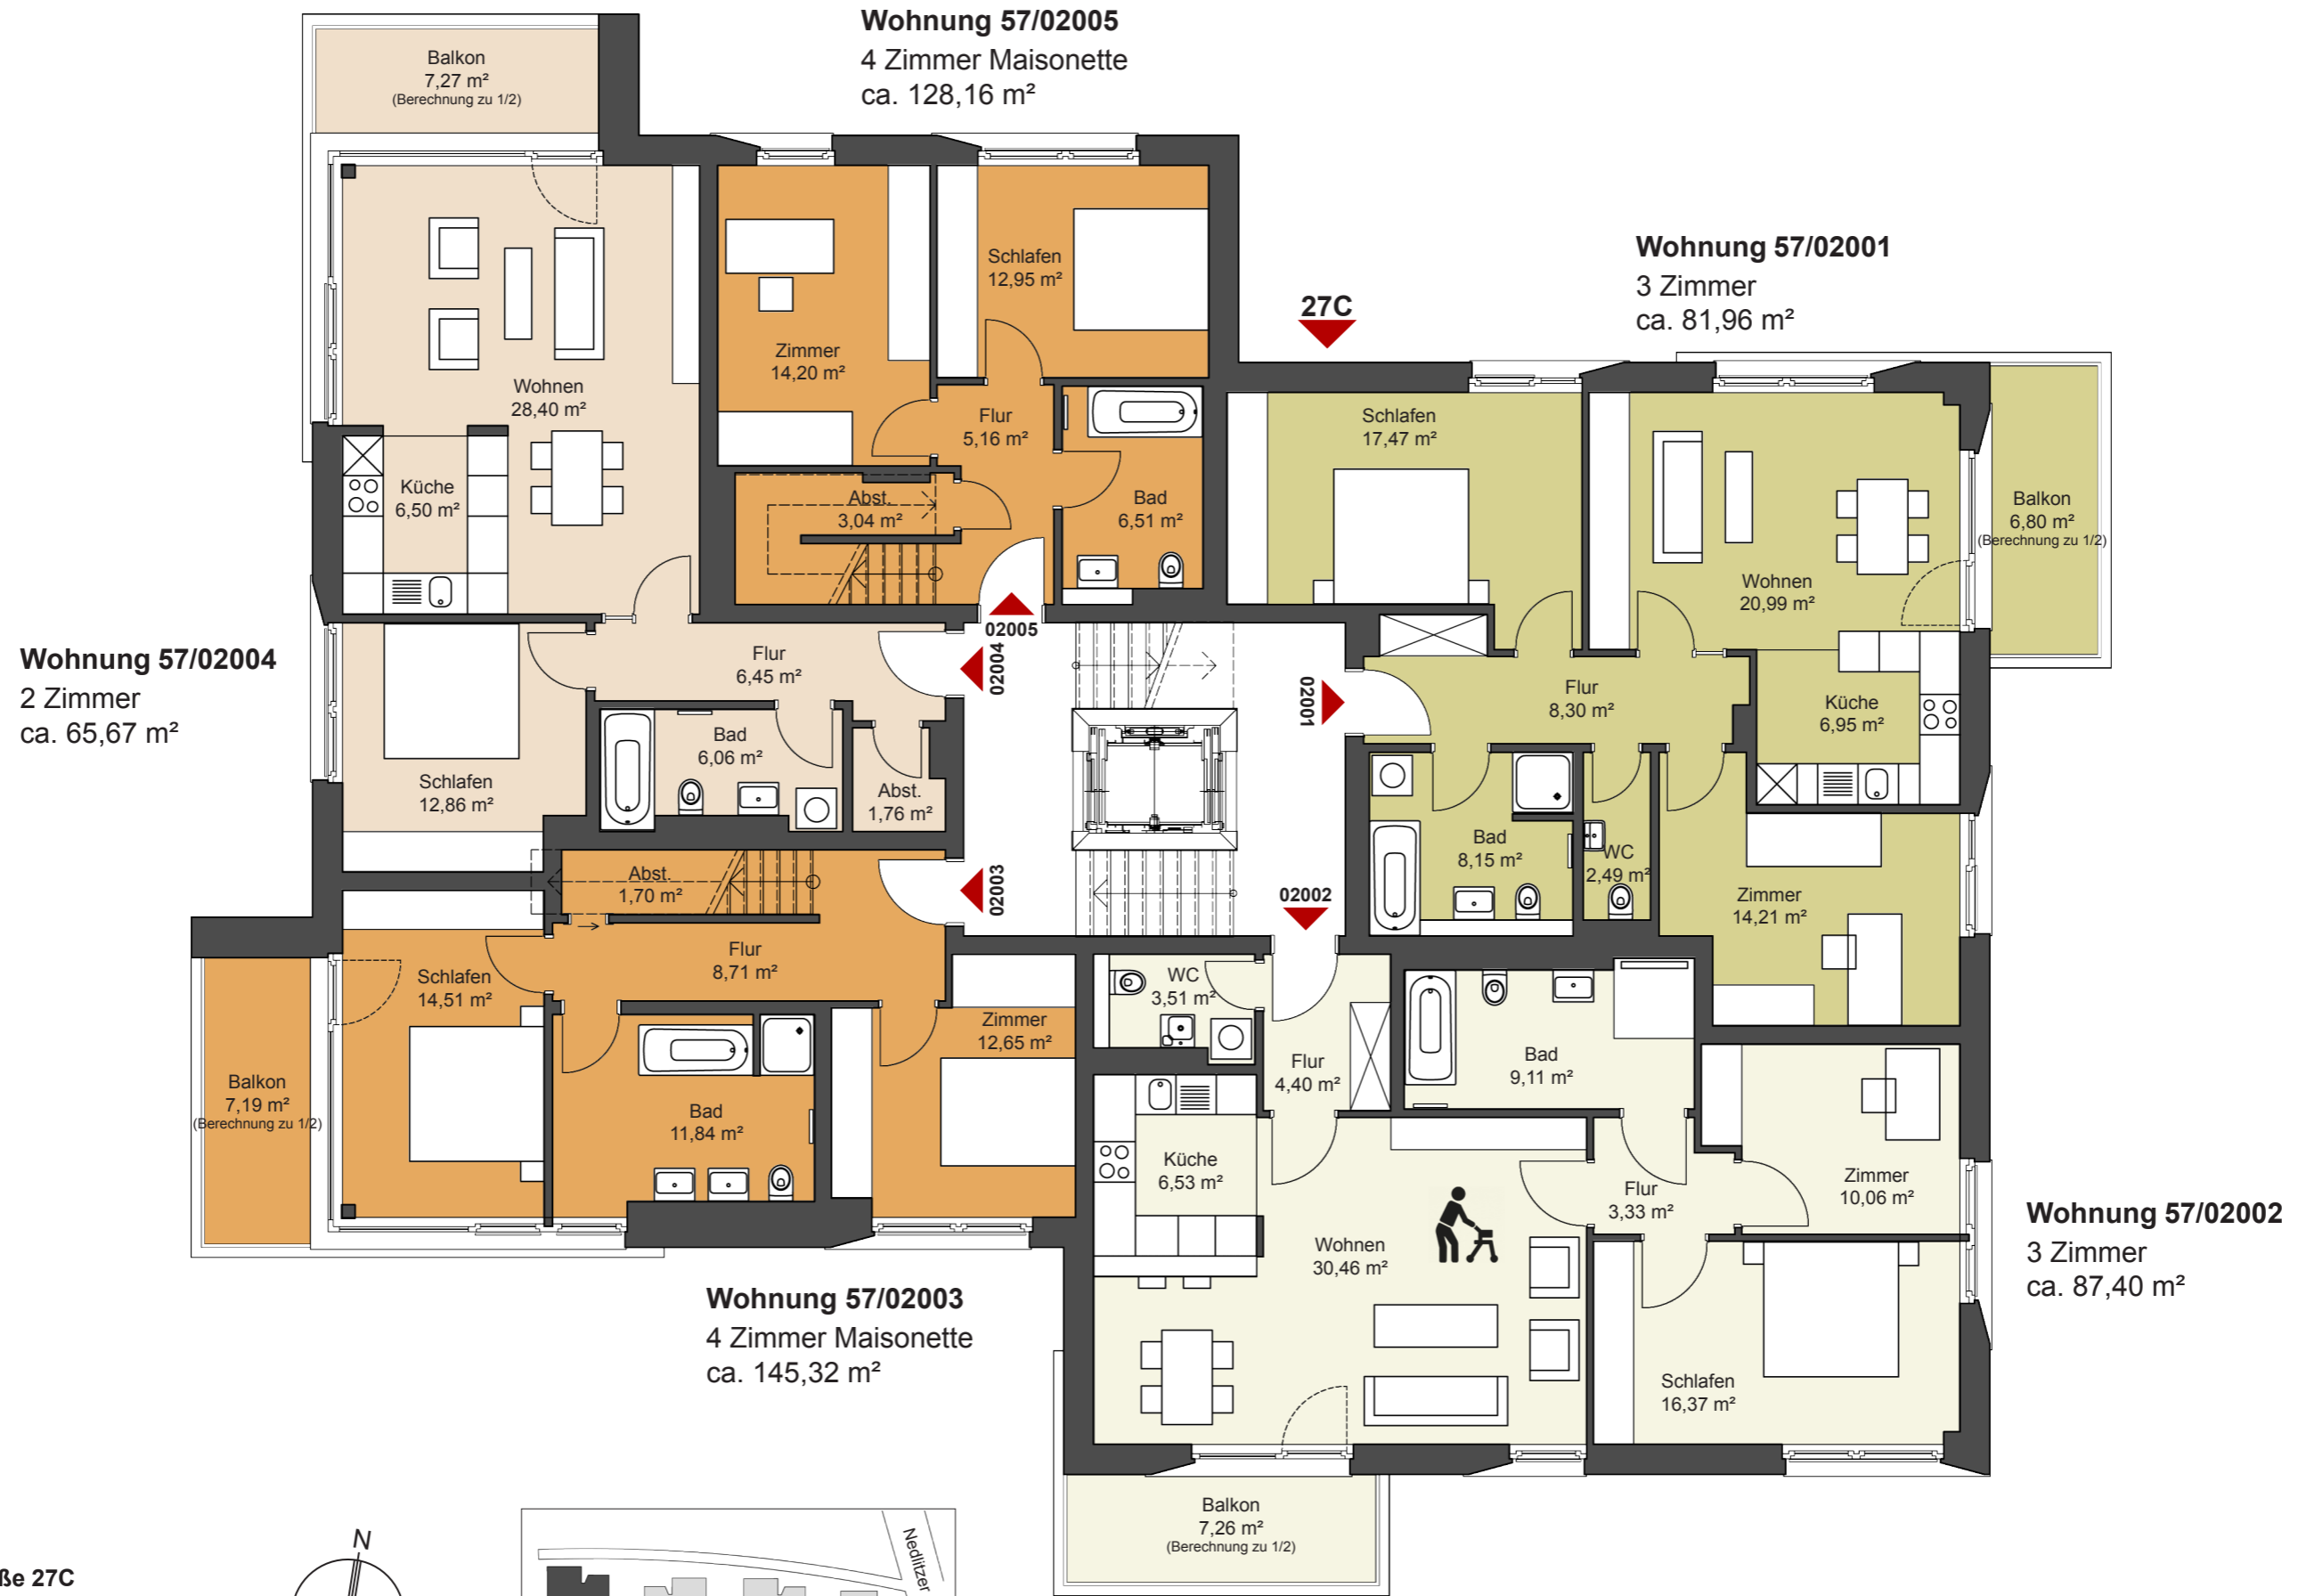 Wohnung 57/02005
4 Zimmer Maisonette
ca. 128,16 m²
Balkon
7,27 m²
(Berechnung zu 1/2)
Wohnung 57/02001
3 Zimmer
ca. 81,96 m²
27C
Schlafen
12,95 m²
Zimmer
14,20 m²
Wohnen
28,40 m²
Flur
5,16 m²
Schlafen
17,47 m²
Küche
6,50 m²
Abst.
3,04 m²
Bad
6,51 m²
Balkon
6,80 m²
(Berechnung zu 1/2)
Wohnen
20,99 m²
02005
02004
02001
Wohnung 57/02004
2 Zimmer
ca. 65,67 m²
Flur
6,45 m²
Flur
8,30 m²
Küche
6,95 m²
Bad
6,06 m²
Schlafen
12,86 m²
Abst.
1,76 m²
Bad
8,15 m²
WC
2,49 m²
Zimmer
14,21 m²
Abst.
1,70 m²
02003
02002
Flur
8,71 m²
Schlafen
14,51 m²
WC
3,51 m²
Zimmer
12,65 m²
Flur
4,40 m²
Bad
9,11 m²
Balkon
7,19 m²
(Berechnung zu 1/2)
Bad
11,84 m²
Küche
6,53 m²
Flur
3,33 m²
Zimmer
10,06 m²
Wohnung 57/02002
3 Zimmer
ca. 87,40 m²
Wohnen
30,46 m²
Wohnung 57/02003
4 Zimmer Maisonette
ca. 145,32 m²
Schlafen
16,37 m²
Balkon
7,26 m²
(Berechnung zu 1/2)
N
Nedlitzer
ße 27C